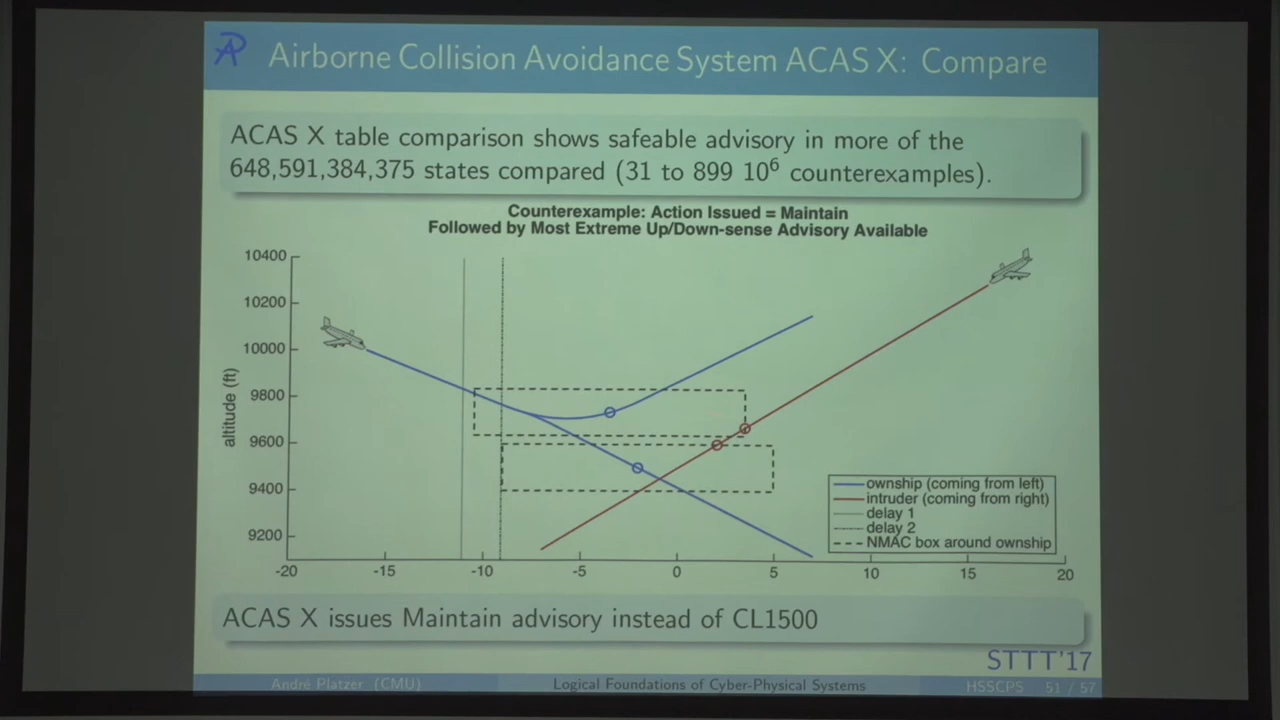 Airborne Collision Avoidance System ACAS X: Compare
ACAS X table comparison shows safeable advisory in more of the
648,591,384,375 states compared (31 to 899 10⁶ counterexamples).
Counterexample: Action Issued = Maintain
Followed by Most Extreme Up/Down-sense Advisory Available
altitude (ft)
10400
10200
10000
9800
9600
9400
9200
-20 -15 -10 -5 0 5 10 15 20
ownship (coming from left)
intruder (coming from right)
delay 1
delay 2
NMAC box around ownship
ACAS X issues Maintain advisory instead of CL1500
STTT'17
André Platzer (CMU) Logical Foundations of Cyber-Physical Systems HSSCPS 51 / 57